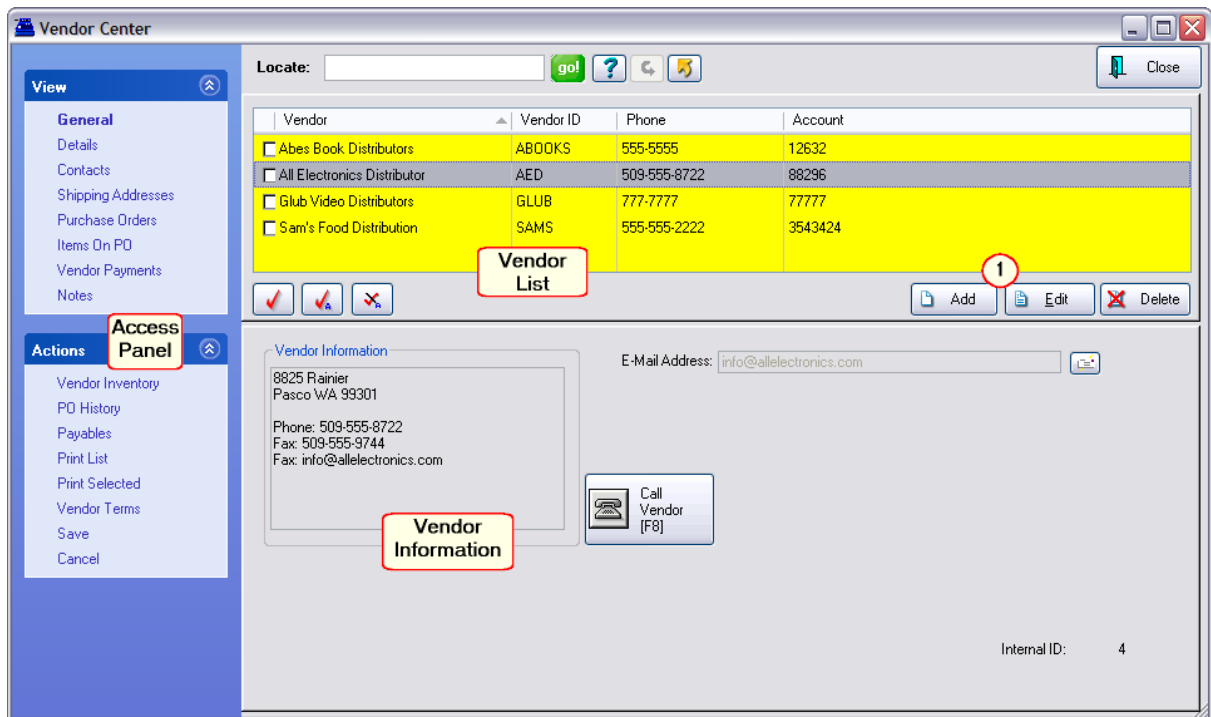 Vendor Center
Locate:
go!
?
Close
View
General
Details
Contacts
Shipping Addresses
Purchase Orders
Items On PO
Vendor Payments
Notes
Access
Panel
Actions
Vendor Inventory
PO History
Payables
Print List
Print Selected
Vendor Terms
Save
Cancel
Vendor Vendor ID Phone Account
Abes Book Distributors ABOOKS 555-5555 12632
All Electronics Distributor AED 509-555-8722 88296
Glub Video Distributors GLUB 777-7777 77777
Sam's Food Distribution SAMS 555-555-2222 3543424
Vendor
List
1
Add Edit Delete
Vendor Information
8825 Rainier
Pasco WA 99301
Phone: 509-555-8722
Fax: 509-555-9744
Fax: info@allelectronics.com
Vendor
Information
E-Mail Address: info@allelectronics.com
Call
Vendor
[F8]
Internal ID: 4